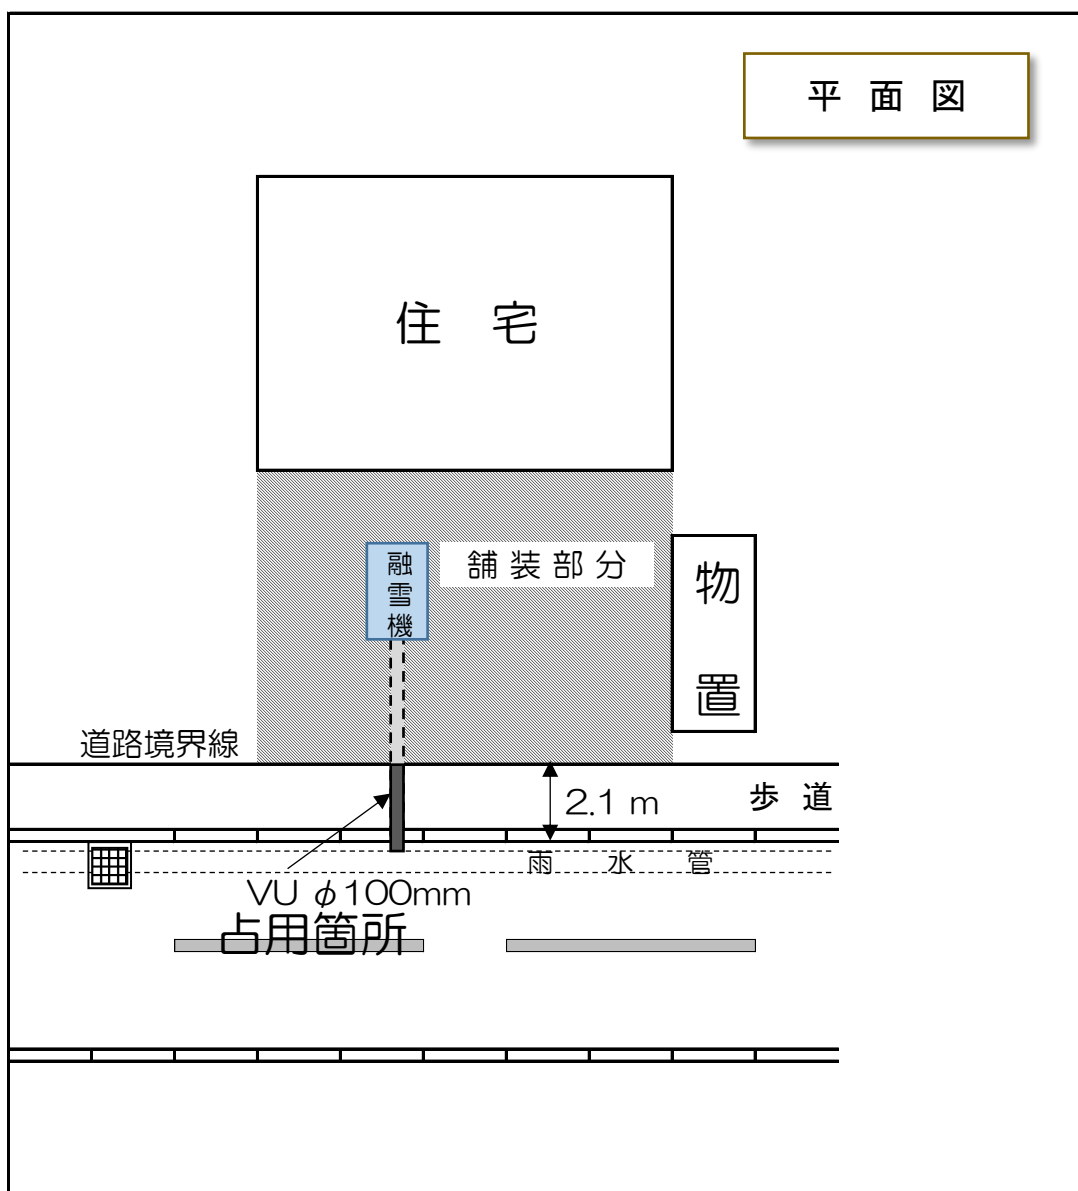 平 面 図
住 宅
融雪機
舗装部分
物置
道路境界線
2.1 m
歩 道
雨 水 管
VU φ100mm
占用箇所